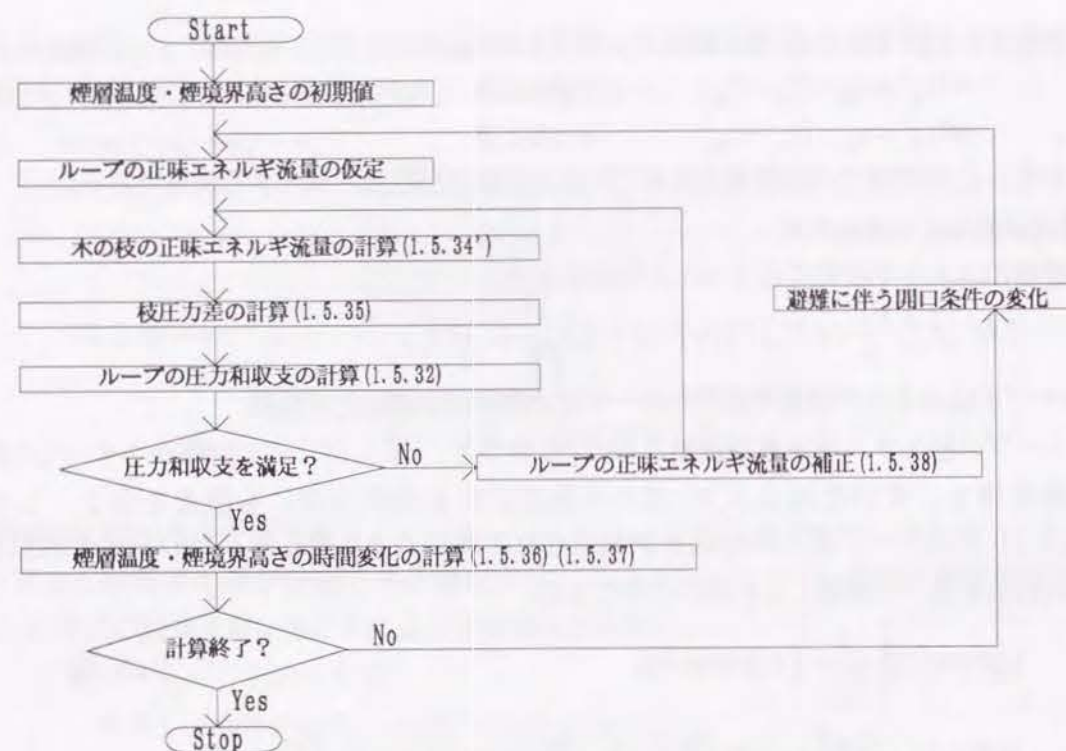 Start
煙層温度・煙境界高さの初期値
ループの正味エネルギ流量の仮定
木の枝の正味エネルギ流量の計算(1.5.34')
避難に伴う開口条件の変化
枝圧力差の計算(1.5.35)
ループの圧力和収支の計算(1.5.32)
圧力和収支を満足？
No
ループの正味エネルギ流量の補正(1.5.38)
Yes
煙層温度・煙境界高さの時間変化の計算(1.5.36)(1.5.37)
計算終了？
No
Yes
Stop